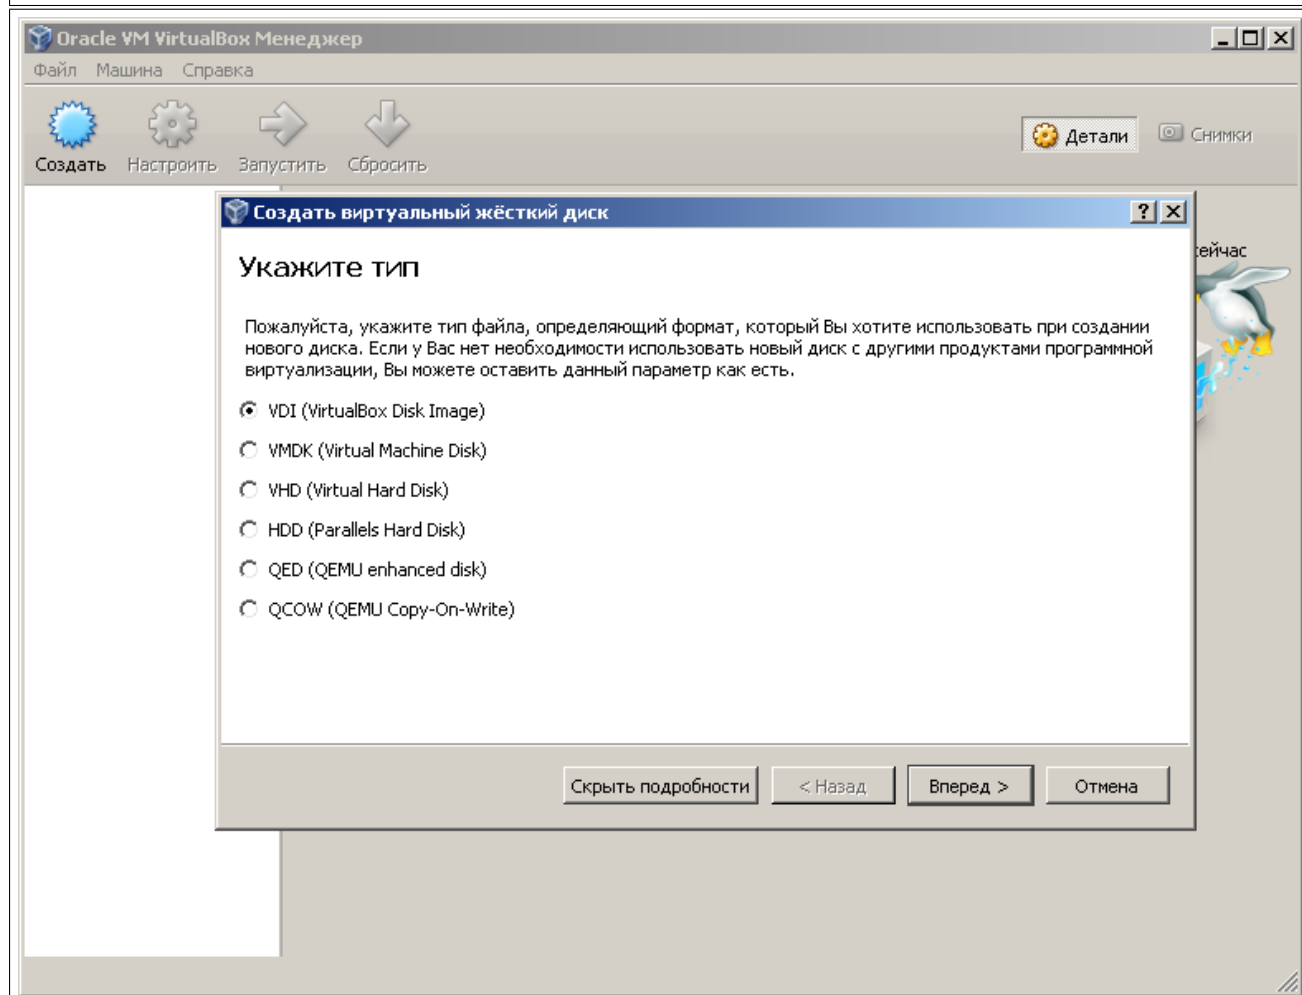 Oracle VM VirtualBox Менеджер
Файл Машина Справка
Создать Настроить Запустить Сбросить
Детали Снимки
Создать виртуальный жёсткий диск
сейчас
Укажите тип
Пожалуйста, укажите тип файла, определяющий формат, который Вы хотите использовать при создании
нового диска. Если у Вас нет необходимости использовать новый диск с другими продуктами программной
виртуализации, Вы можете оставить данный параметр как есть.
VDI (VirtualBox Disk Image)
VMDK (Virtual Machine Disk)
VHD (Virtual Hard Disk)
HDD (Parallels Hard Disk)
QED (QEMU enhanced disk)
QCOW (QEMU Copy-On-Write)
Скрыть подробности < Назад Вперед > Отмена